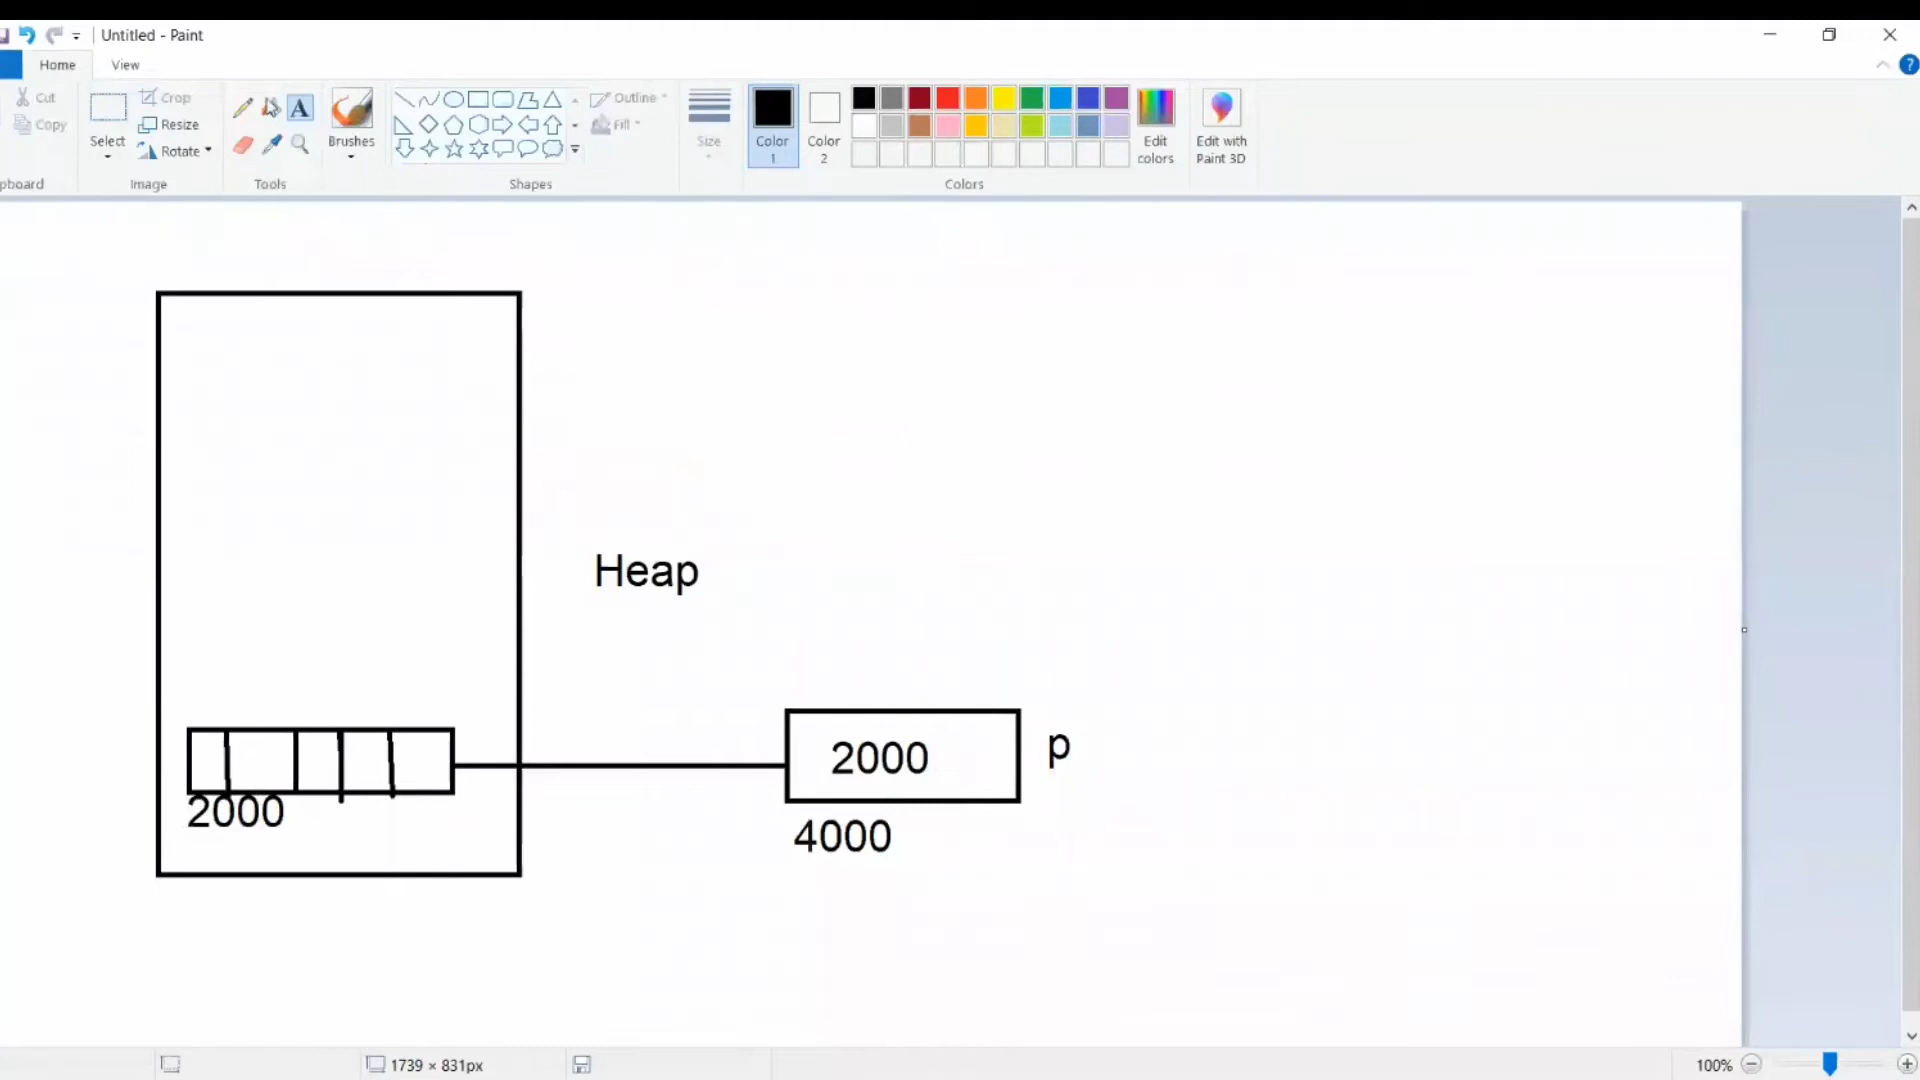 Untitled - Paint
Home View
Cut
Copy
pboard
Select
Crop
Resize
Rotate
Image
A
Tools
Brushes
Shapes
Outline
Fill
Size
Color 1
Color 2
Edit colors
Colors
Edit with Paint 3D
?
Heap
2000
2000
p
4000
1739 × 831px
100%